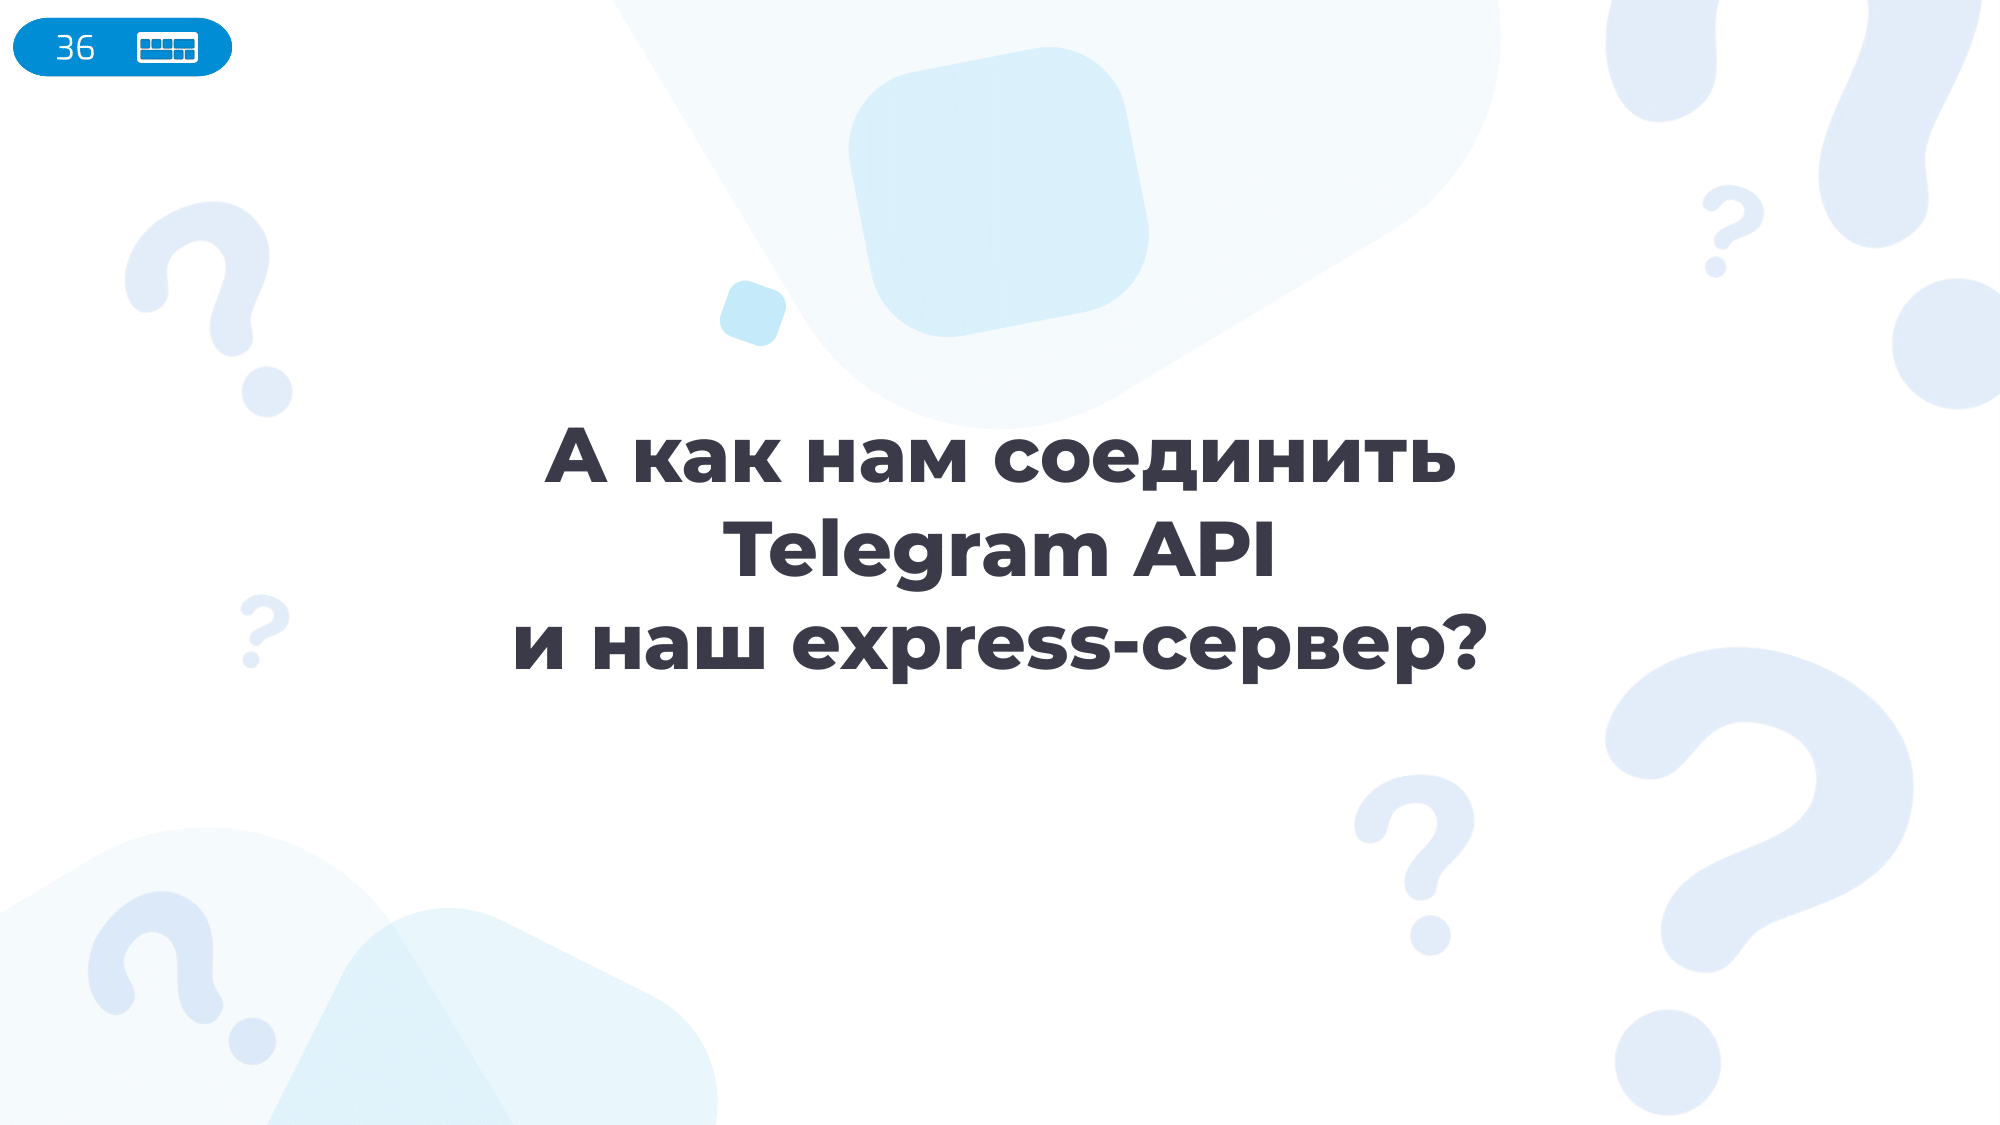 36
А как нам соединить
Telegram API
и наш express-сервер?